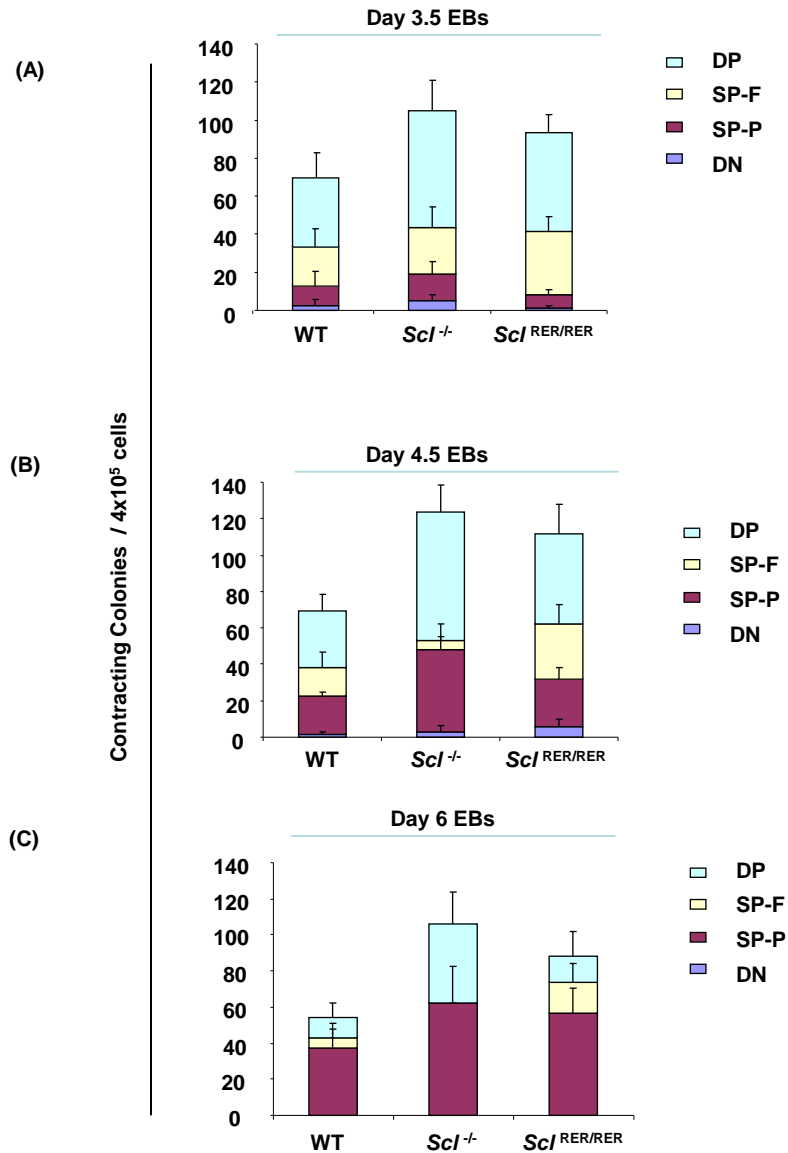 Day 3.5 EBs
(A)
140
120
100
80
60
40
20
0
WT
Scl -/-
Scl RER/RER
DP
SP-F
SP-P
DN
Contracting Colonies / 4x10⁵ cells
(B)
Day 4.5 EBs
140
120
100
80
60
40
20
0
WT
Scl -/-
Scl RER/RER
DP
SP-F
SP-P
DN
(C)
Day 6 EBs
140
120
100
80
60
40
20
0
WT
Scl -/-
Scl RER/RER
DP
SP-F
SP-P
DN